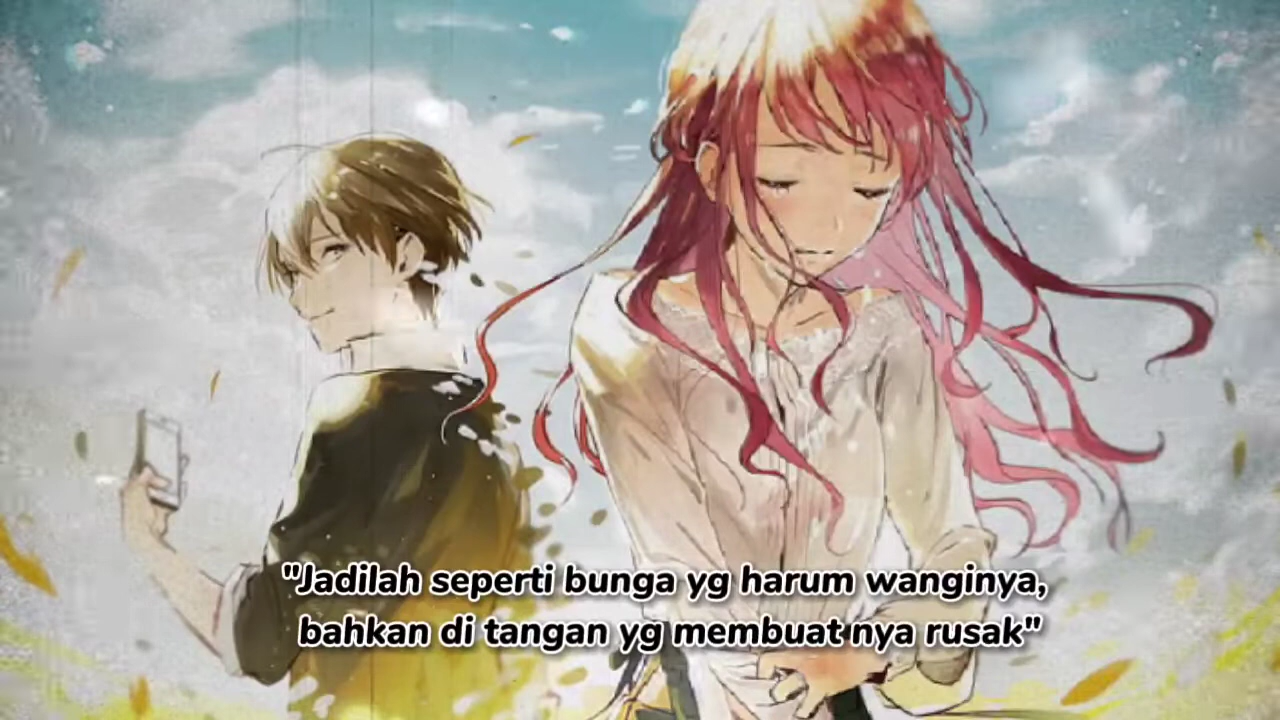 "Jadilah seperti bunga yg harum wanginya,
bahkan di tangan yg membuat nya rusak"